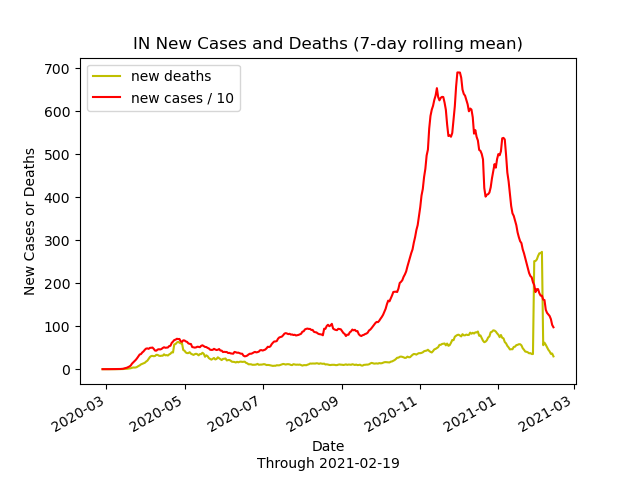 IN New Cases and Deaths (7-day rolling mean)
new deaths
new cases / 10
New Cases or Deaths
700
600
500
400
300
200
100
0
2020-03
2020-05
2020-07
2020-09
2020-11
2021-01
2021-03
Date
Through 2021-02-19